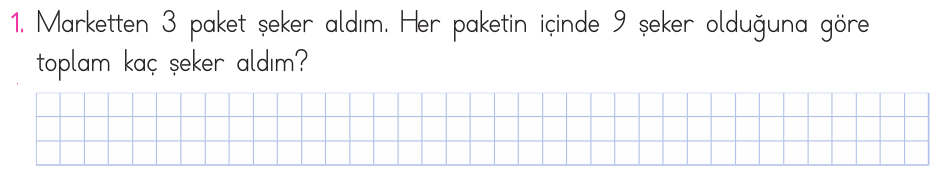 1. Marketten 3 paket şeker aldım. Her paketin içinde 9 şeker olduğuna göre
toplam kaç şeker aldım?